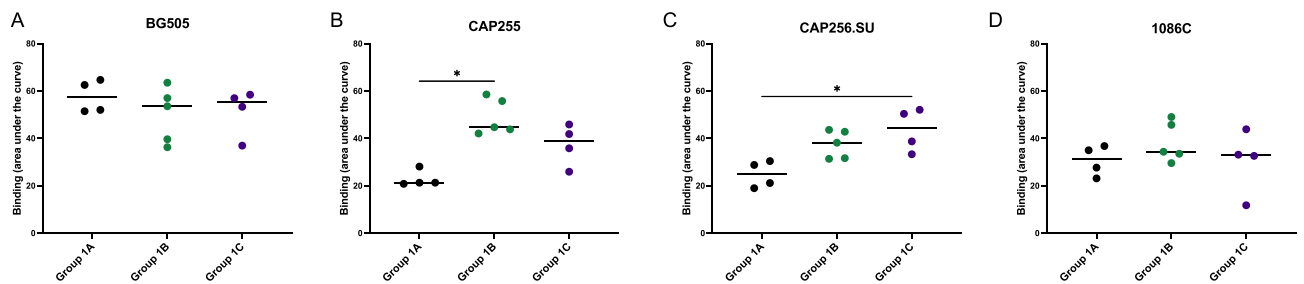 A
BG505
Binding (area under the curve)
80
60
40
20
0
Group 1A
Group 1B
Group 1C
B
CAP255
Binding (area under the curve)
80
60
40
20
0
*
Group 1A
Group 1B
Group 1C
C
CAP256.SU
Binding (area under the curve)
80
60
40
20
0
*
Group 1A
Group 1B
Group 1C
D
1086C
Binding (area under the curve)
80
60
40
20
0
Group 1A
Group 1B
Group 1C